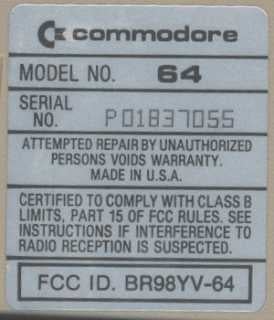 commodore
MODEL NO. 64
SERIAL
NO. P01837055
ATTEMPTED REPAIR BY UNAUTHORIZED
PERSONS VOIDS WARRANTY.
MADE IN U.S.A.
CERTIFIED TO COMPLY WITH CLASS B
LIMITS, PART 15 OF FCC RULES. SEE
INSTRUCTIONS IF INTERFERENCE TO
RADIO RECEPTION IS SUSPECTED.
FCC ID. BR98YV-64